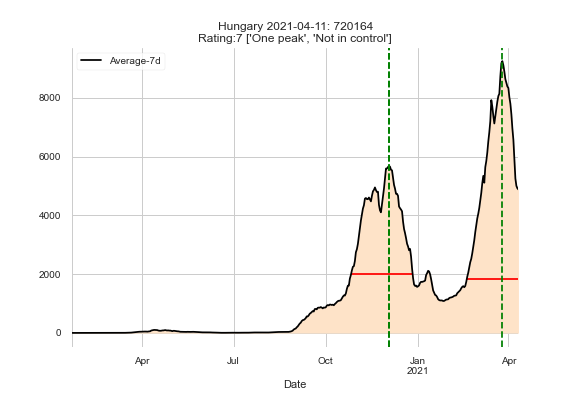 Hungary 2021-04-11: 720164
Rating:7 ['One peak', 'Not in control']
Average-7d
8000
6000
4000
2000
0
Apr
Jul
Oct
Jan
2021
Apr
Date